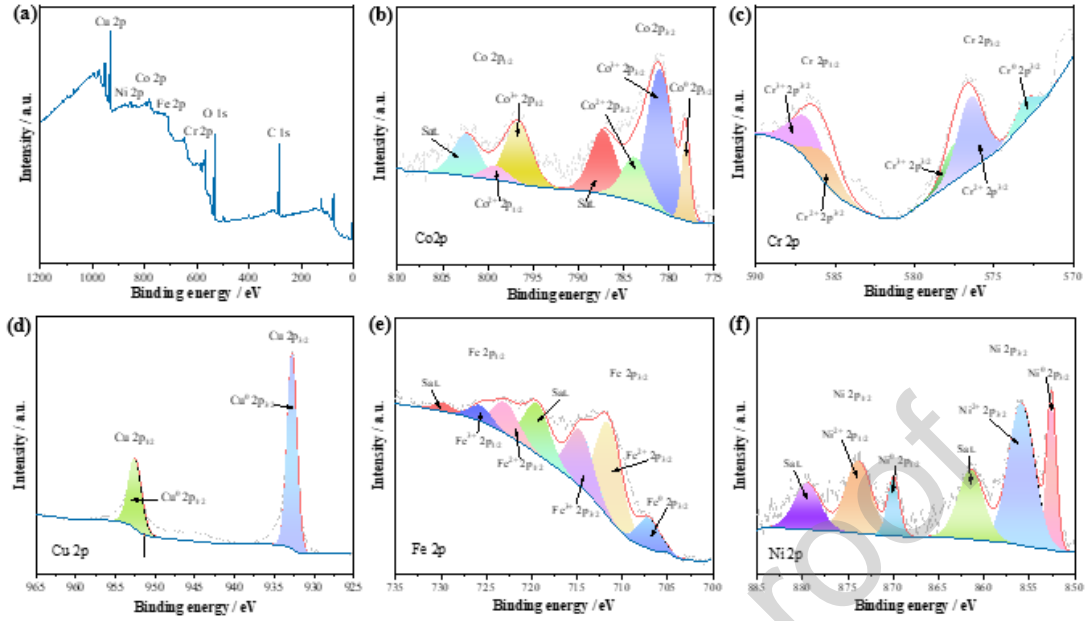 (a)
Cu 2p
Ni 2p
Co 2p
Fe 2p
Cr 2p
O 1s
C 1s
Intensity / a.u.
1200 1000 800 600 400 200 0
Binding energy / eV
(b)
Co 2p3/2
Co 2p1/2
Co³⁺ 2p3/2
Co⁰ 2p3/2
Co²⁺ 2p3/2
Sat.
Co²⁺ 2p1/2
Sat.
Co2p
Intensity / a.u.
810 805 800 795 790 785 780 775
Binding energy / eV
(c)
Cr 2p3/2
Cr 2p1/2
Cr⁰ 2p3/2
Cr³⁺ 2p3/2
Cr³⁺ 2p3/2
Cr²⁺ 2p3/2
Cr²⁺ 2p3/2
Cr 2p
Intensity / a.u.
590 585 580 575 570
Binding energy / eV
(d)
Cu 2p3/2
Cu⁰ 2p3/2
Cu⁰ 2p3/2
Cu 2p
Intensity / a.u.
965 960 955 950 945 940 935 930 925
Binding energy / eV
(e)
Fe 2p1/2
Fe 2p3/2
Sat.
Sat.
Fe³⁺ 2p1/2
Fe²⁺ 2p3/2
Fe²⁺ 2p1/2
Fe³⁺ 2p3/2
Fe⁰ 2p3/2
Fe 2p
Intensity / a.u.
735 730 725 720 715 710 705 700
Binding energy / eV
(f)
Ni 2p3/2
Ni⁰ 2p3/2
Ni 2p1/2
Ni²⁺ 2p3/2
Ni²⁺ 2p1/2
Sat.
Ni⁰ 2p1/2
Sat.
Ni 2p
Intensity / a.u.
885 880 875 870 865 860 855 850
Binding energy / eV
roof